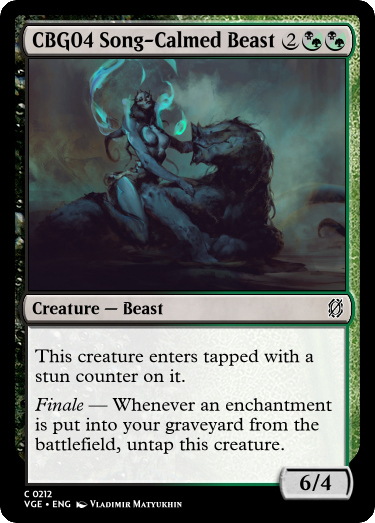 CBG04 Song-Calmed Beast 2
Creature — Beast
This creature enters tapped with a
stun counter on it.
Finale — Whenever an enchantment
is put into your graveyard from the
battlefield, untap this creature.
6/4
C 0212
VGE • ENG Vladimir Matyukhin